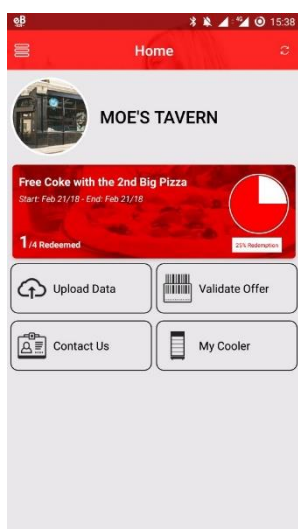 15:38
Home
MOE'S TAVERN
Free Coke with the 2nd Big Pizza
Start: Feb 21/18 - End: Feb 21/18
1/4 Redeemed
25% Redemption
Upload Data
Validate Offer
Contact Us
My Cooler